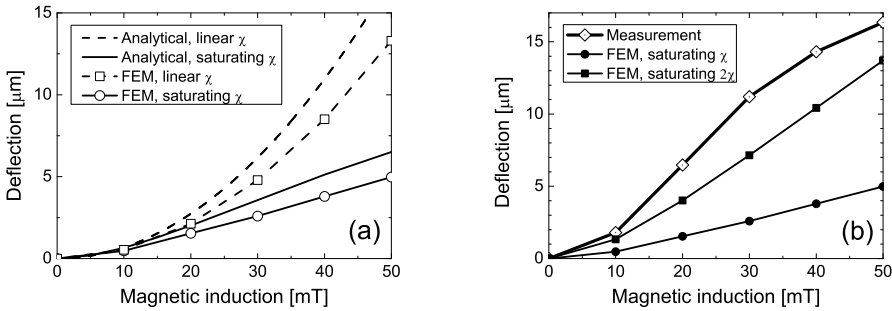 15
10
5
0
Deflection [µm]
Analytical, linear χ
Analytical, saturating χ
FEM, linear χ
FEM, saturating χ
(a)
0 10 20 30 40 50
Magnetic induction [mT]
15
10
5
0
Deflection [µm]
Measurement
FEM, saturating χ
FEM, saturating 2χ
(b)
0 10 20 30 40 50
Magnetic induction [mT]